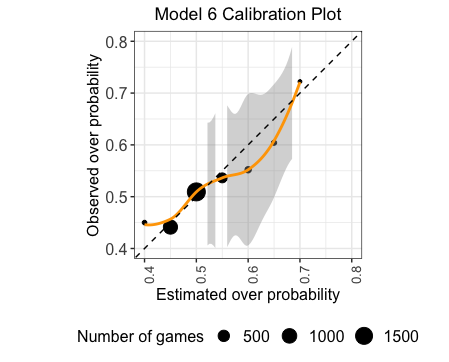 Model 6 Calibration Plot
Observed over probability
0.8
0.7
0.6
0.5
0.4
0.4 0.5 0.6 0.7 0.8
Estimated over probability
Number of games 500 1000 1500